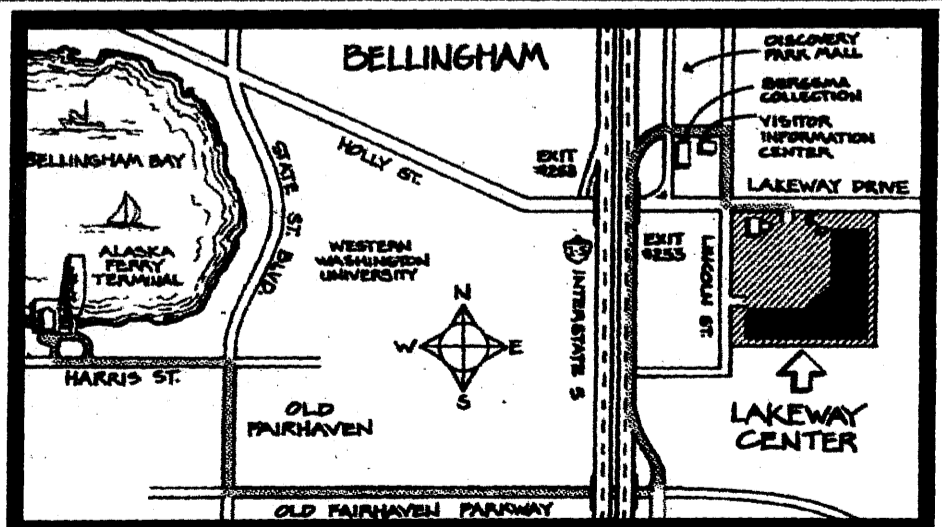 BELLINGHAM
DISCOVERY
PARK MALL
BERGSMA
COLLECTION
VISITOR
INFORMATION
CENTER
BELLINGHAM BAY
STATE ST. BLVD.
HOLLY ST.
EXIT
#253
LAKEWAY DRIVE
ALASKA
FERRY
TERMINAL
WESTERN
WASHINGTON
UNIVERSITY
INTERSTATE 5
EXIT
#253
LINCOLN ST.
N
W E
S
HARRIS ST.
OLD
FAIRHAVEN
LAKEWAY
CENTER
OLD FAIRHAVEN PARKWAY